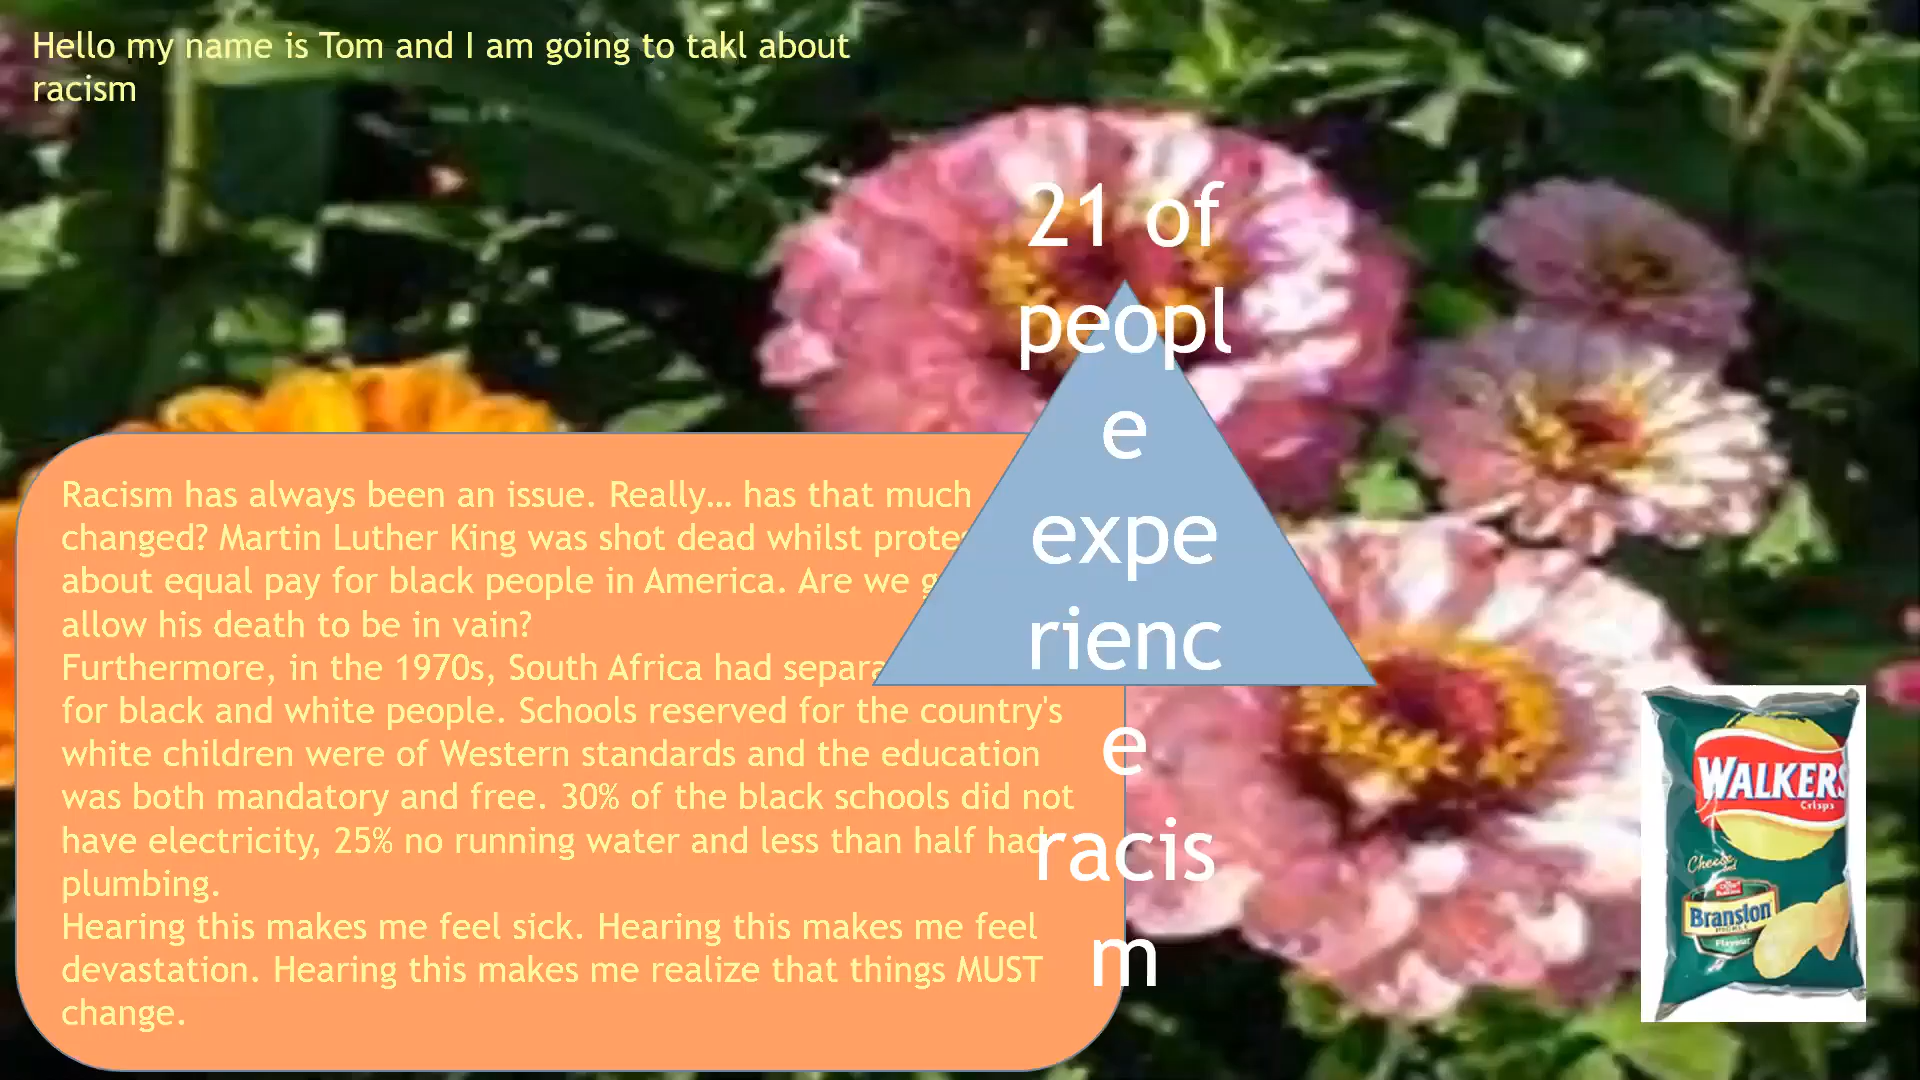 Hello my name is Tom and I am going to takl about
racism
21 of
peopl
e
expe
rienc
e
racis
m
Racism has always been an issue. Really… has that much
changed? Martin Luther King was shot dead whilst
about equal pay for black people in America. Are we
allow his death to be in vain?
Furthermore, in the 1970s, South Africa had
for black and white people. Schools reserved for the country's
white children were of Western standards and the education
was both mandatory and free. 30% of the black schools did not
have electricity, 25% no running water and less than half had
plumbing.
Hearing this makes me feel sick. Hearing this makes me feel
devastation. Hearing this makes me realize that things MUST
change.
WALKERS
Crisps
Cheese
Branston
PICKLE
Flavour